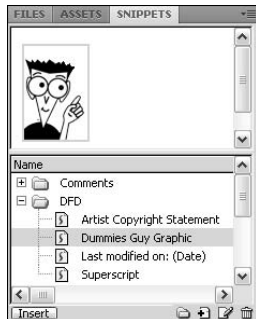 FILES ASSETS SNIPPETS
Name
Comments
DFD
Artist Copyright Statement
Dummies Guy Graphic
Last modified on: (Date)
Superscript
Insert